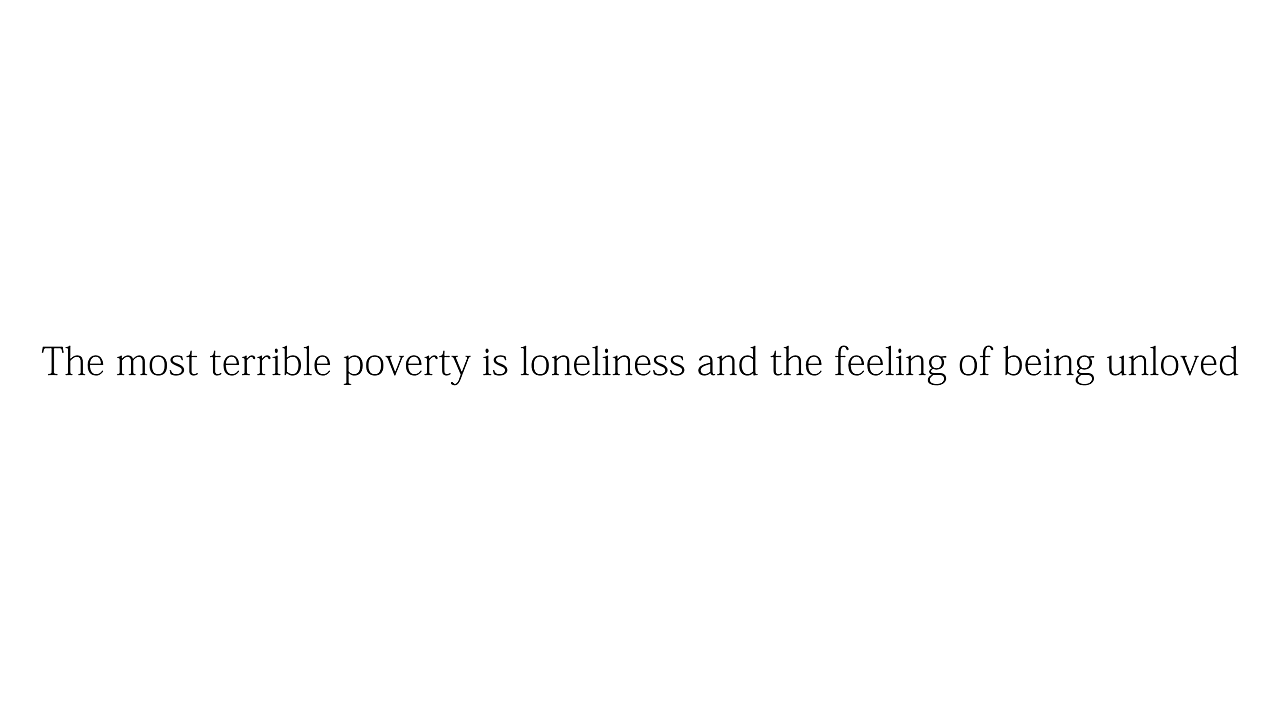 The most terrible poverty is loneliness and the feeling of being unloved